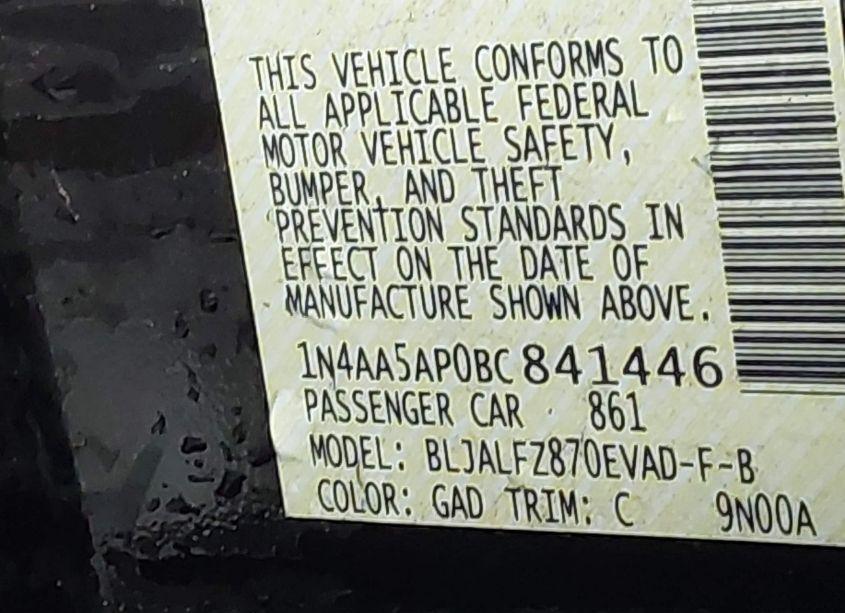 THIS VEHICLE CONFORMS TO
ALL APPLICABLE FEDERAL
MOTOR VEHICLE SAFETY,
BUMPER, AND THEFT
PREVENTION STANDARDS IN
EFFECT ON THE DATE OF
MANUFACTURE SHOWN ABOVE.
1N4AA5AP0BC841446
PASSENGER CAR 861
MODEL: BLJALFZ870EVAD-F-B
COLOR: GAD TRIM: C 9N00A